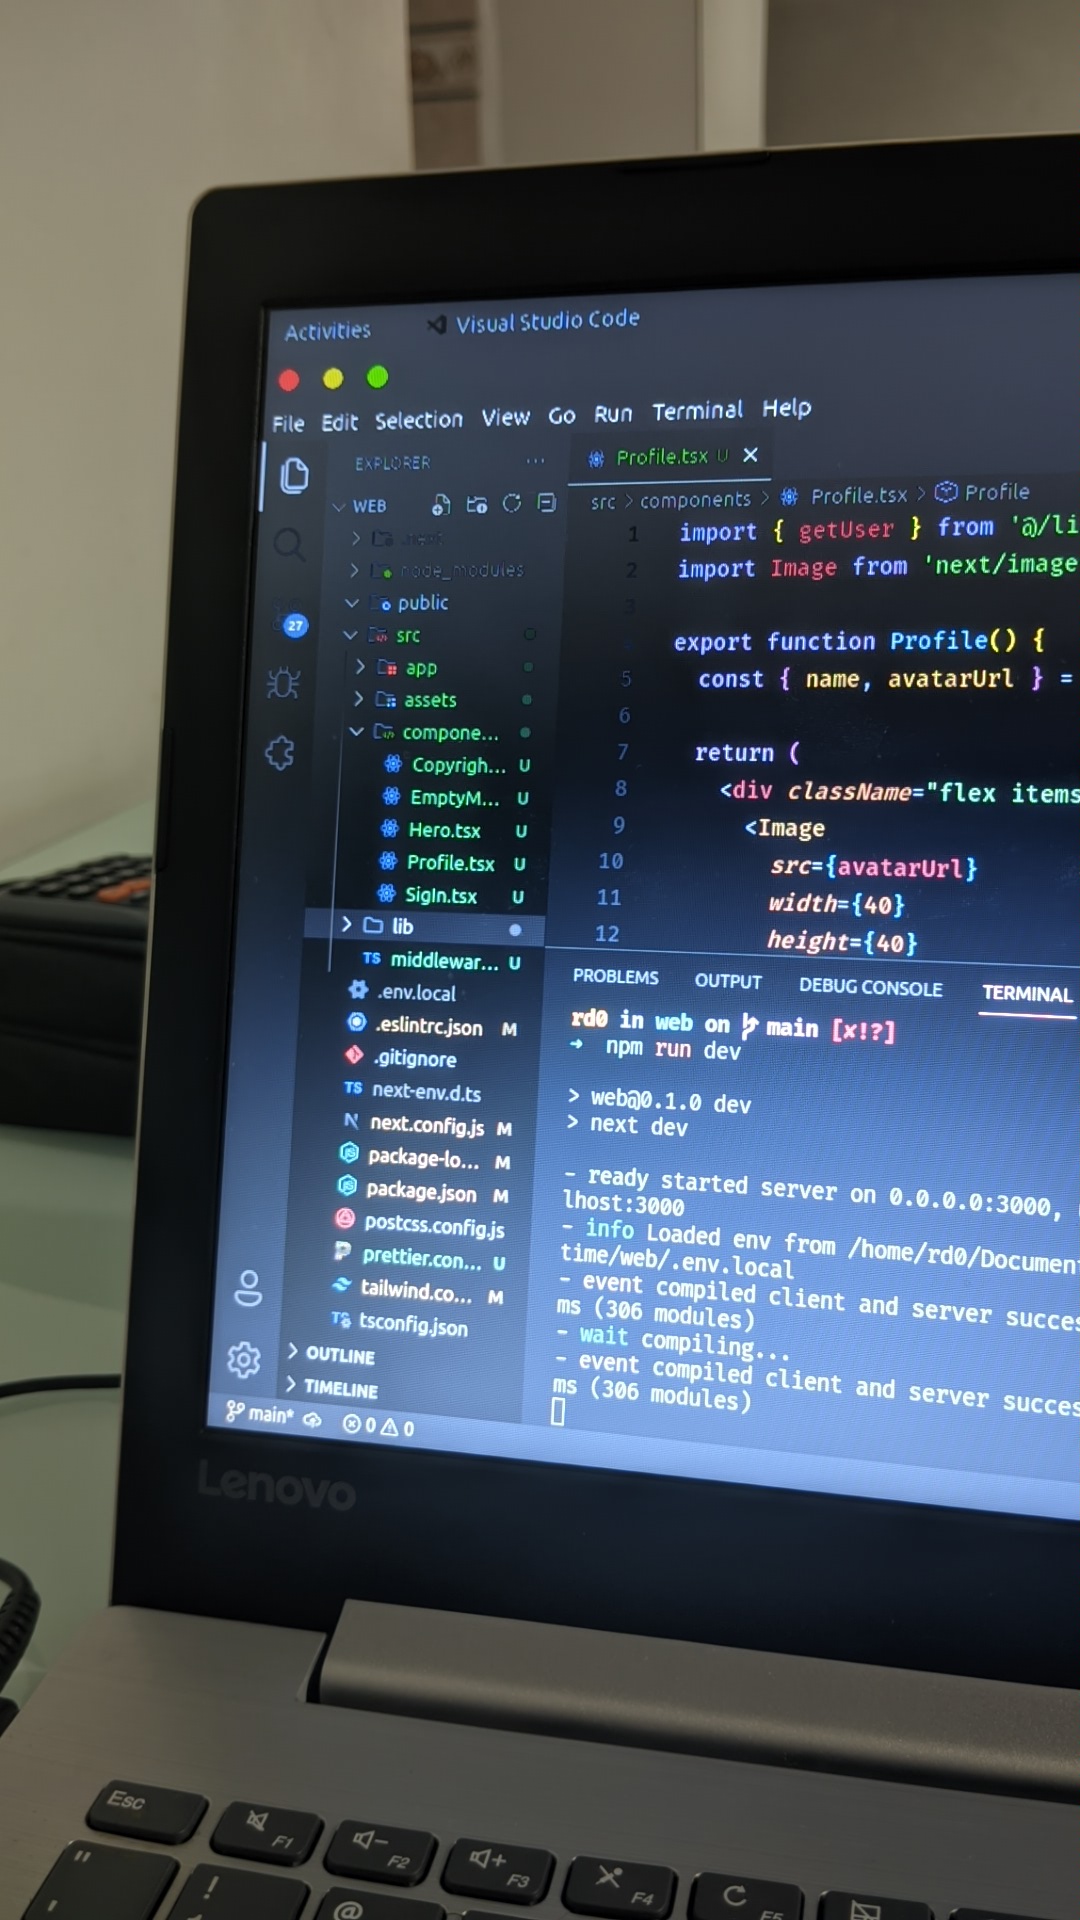 Activities Visual Studio Code
File Edit Selection View Go Run Terminal Help
EXPLORER ...
WEB
.next
node_modules
public
src
app
assets
compone...
Copyrigh... U
EmptyM... U
Hero.tsx U
Profile.tsx U
SigIn.tsx U
lib
TS middlewar... U
.env.local
.eslintrc.json M
.gitignore
TS next-env.d.ts
N next.config.js M
package-lo... M
package.json M
postcss.config.js
prettier.con... U
tailwind.co... M
TS tsconfig.json
OUTLINE
TIMELINE
27
main* 0 0
Profile.tsx U
src > components > Profile.tsx > Profile
1 import { getUser } from '@/li
2 import Image from 'next/image
3
4 export function Profile() {
5 const { name, avatarUrl } =
6
7 return (
8 <div className="flex items
9 <Image
10 src={avatarUrl}
11 width={40}
12 height={40}
PROBLEMS OUTPUT DEBUG CONSOLE TERMINAL
rd0 in web on main [x!?]
→ npm run dev
> web@0.1.0 dev
> next dev
- ready started server on 0.0.0.0:3000,
lhost:3000
- info Loaded env from /home/rd0/Documen
time/web/.env.local
- event compiled client and server succes
ms (306 modules)
- wait compiling...
- event compiled client and server succes
ms (306 modules)
Lenovo
Esc F1 F2 F3 F4 F5
" ! @
'